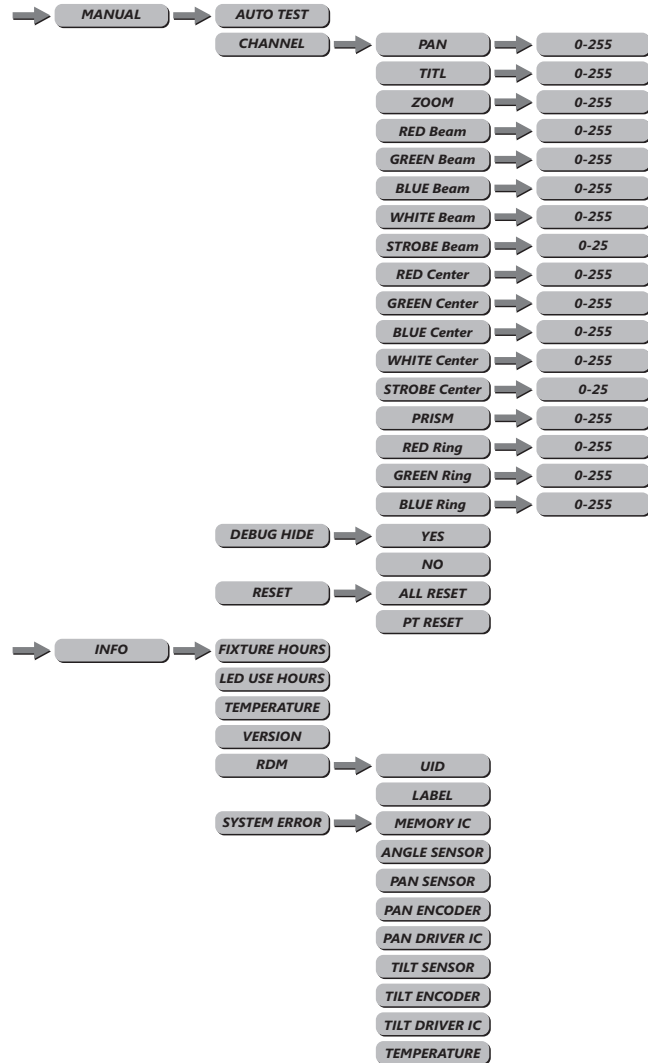 MANUAL AUTO TEST
CHANNEL PAN 0-255
TITL 0-255
ZOOM 0-255
RED Beam 0-255
GREEN Beam 0-255
BLUE Beam 0-255
WHITE Beam 0-255
STROBE Beam 0-25
RED Center 0-255
GREEN Center 0-255
BLUE Center 0-255
WHITE Center 0-255
STROBE Center 0-25
PRISM 0-255
RED Ring 0-255
GREEN Ring 0-255
BLUE Ring 0-255
DEBUG HIDE YES
NO
RESET ALL RESET
PT RESET
INFO FIXTURE HOURS
LED USE HOURS
TEMPERATURE
VERSION
RDM UID
LABEL
SYSTEM ERROR MEMORY IC
ANGLE SENSOR
PAN SENSOR
PAN ENCODER
PAN DRIVER IC
TILT SENSOR
TILT ENCODER
TILT DRIVER IC
TEMPERATURE